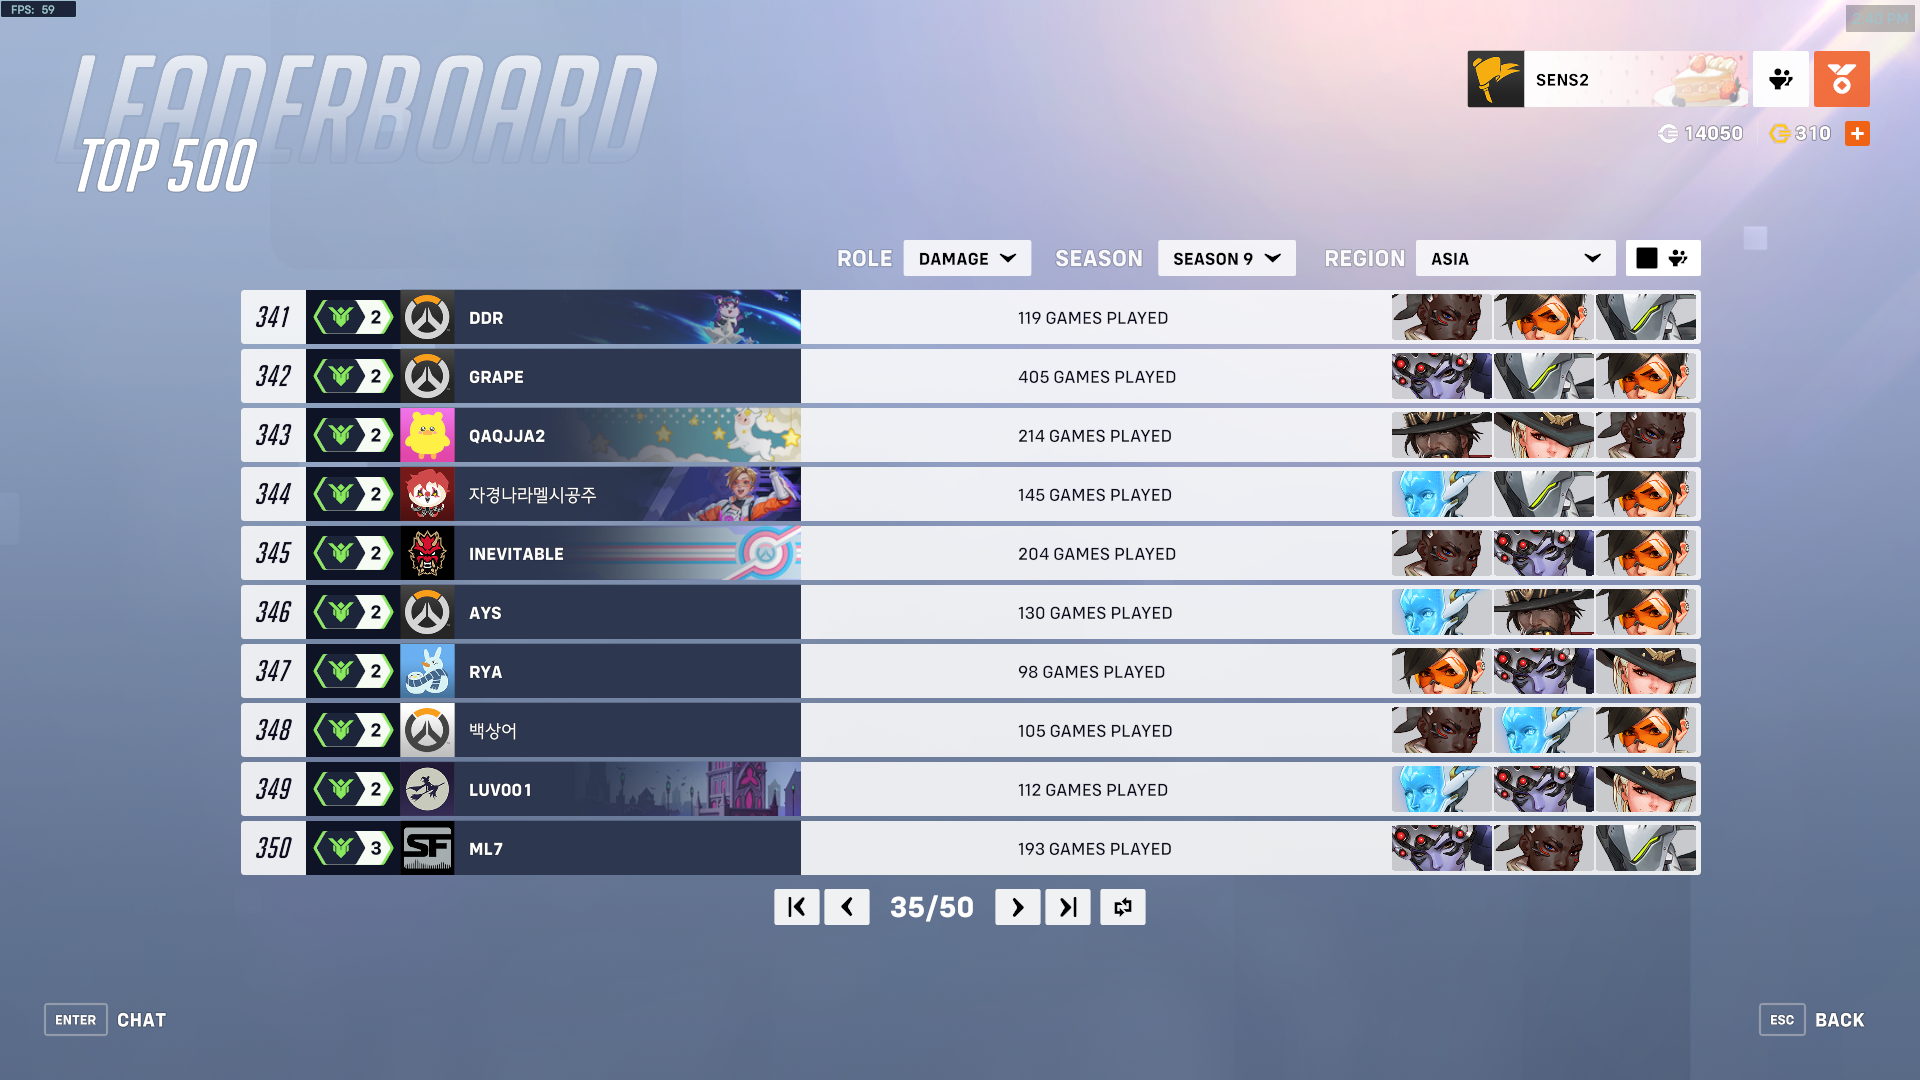 FPS: 59
LEADERBOARD
TOP 500
SENS2
14050
310
ROLE DAMAGE SEASON SEASON 9 REGION ASIA
341 2 DDR 119 GAMES PLAYED
342 2 GRAPE 405 GAMES PLAYED
343 2 QAQJJA2 214 GAMES PLAYED
344 2 자경나라멜시공주 145 GAMES PLAYED
345 2 INEVITABLE 204 GAMES PLAYED
346 2 AYS 130 GAMES PLAYED
347 2 RYA 98 GAMES PLAYED
348 2 백상어 105 GAMES PLAYED
349 2 LUV001 112 GAMES PLAYED
350 3 SF ML7 193 GAMES PLAYED
35/50
ENTER CHAT
ESC BACK